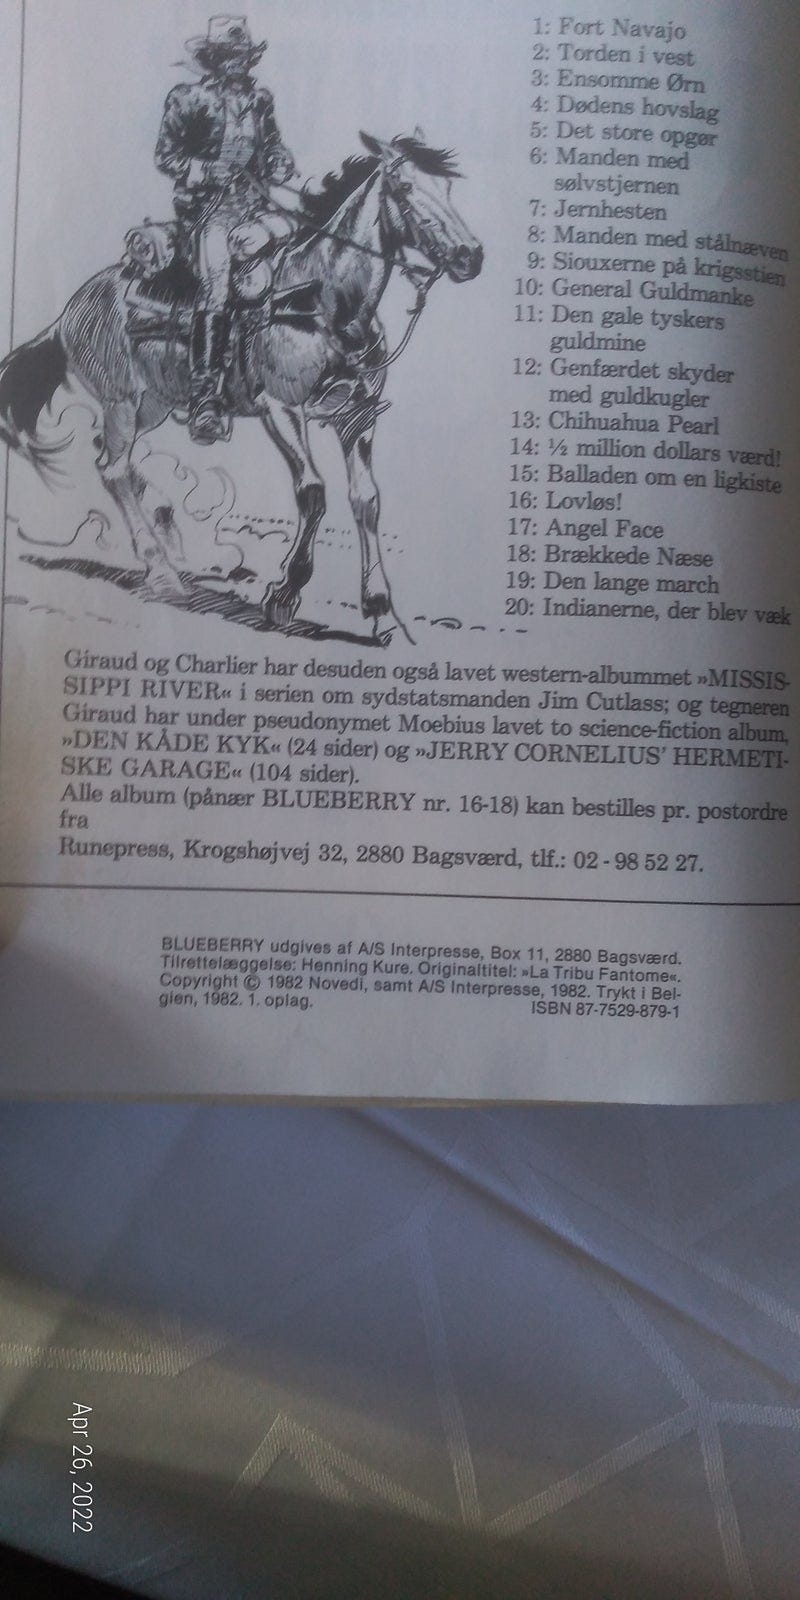 1: Fort Navajo
2: Torden i vest
3: Ensomme Ørn
4: Dødens hovslag
5: Det store opgør
6: Manden med
sølvstjernen
7: Jernhesten
8: Manden med stålnæven
9: Siouxerne på krigsstien
10: General Guldmanke
11: Den gale tyskers
guldmine
12: Genfærdet skyder
med guldkugler
13: Chihuahua Pearl
14: ½ million dollars værd!
15: Balladen om en ligkiste
16: Lovløs!
17: Angel Face
18: Brækkede Næse
19: Den lange march
20: Indianerne, der blev væk
Giraud og Charlier har desuden også lavet western-albummet »MISSIS-
SIPPI RIVER« i serien om sydstatsmanden Jim Cutlass; og tegneren
Giraud har under pseudonymet Moebius lavet to science-fiction album,
»DEN KÅDE KYK« (24 sider) og »JERRY CORNELIUS' HERMETI-
SKE GARAGE« (104 sider).
Alle album (pånær BLUEBERRY nr. 16-18) kan bestilles pr. postordre
fra
Runepress, Krogshøjvej 32, 2880 Bagsværd, tlf.: 02 - 98 52 27.
BLUEBERRY udgives af A/S Interpresse, Box 11, 2880 Bagsværd.
Tilrettelæggelse: Henning Kure. Originaltitel: »La Tribu Fantome«.
Copyright © 1982 Novedi, samt A/S Interpresse, 1982. Trykt i Bel-
gien, 1982. 1. oplag.
ISBN 87-7529-879-1
Apr 26, 2022